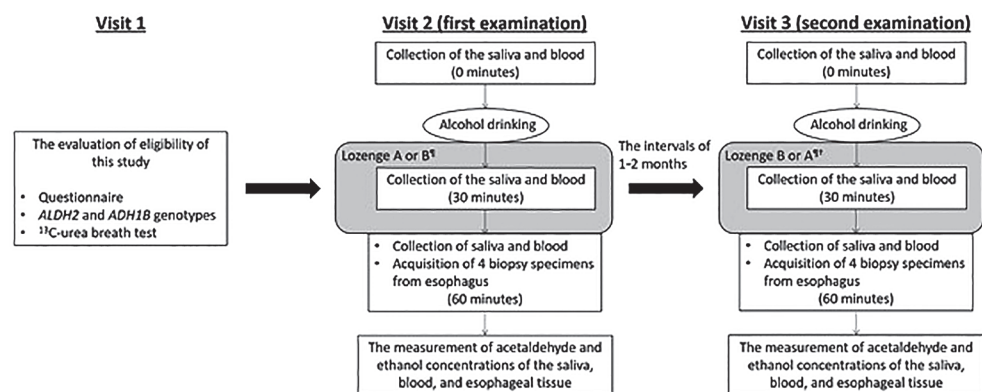 Visit 1
The evaluation of eligibility of
this study
• Questionnaire
• ALDH2 and ADH1B genotypes
• ¹³C-urea breath test
Visit 2 (first examination)
Collection of the saliva and blood
(0 minutes)
Alcohol drinking
Lozenge A or B¶
Collection of the saliva and blood
(30 minutes)
• Collection of saliva and blood
• Acquisition of 4 biopsy specimens
from esophagus
(60 minutes)
The measurement of acetaldehyde and
ethanol concentrations of the saliva,
blood, and esophageal tissue
The intervals of
1-2 months
Visit 3 (second examination)
Collection of the saliva and blood
(0 minutes)
Alcohol drinking
Lozenge B or A¶†
Collection of the saliva and blood
(30 minutes)
• Collection of saliva and blood
• Acquisition of 4 biopsy specimens
from esophagus
(60 minutes)
The measurement of acetaldehyde and
ethanol concentrations of the saliva,
blood, and esophageal tissue